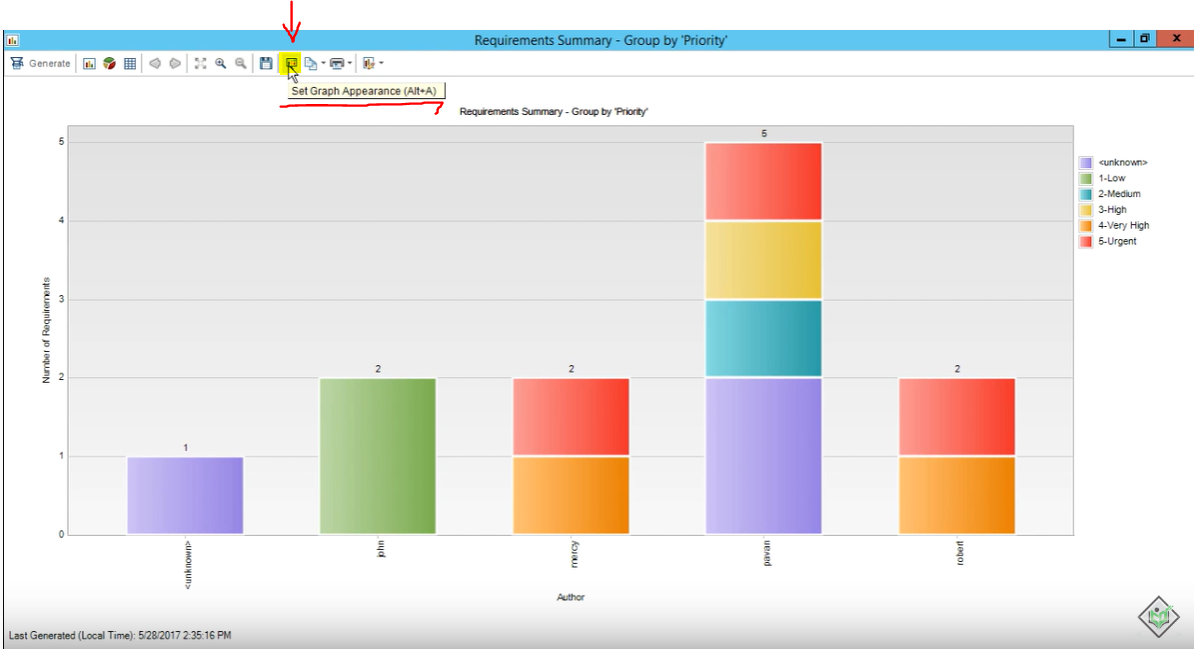 Requirements Summary - Group by 'Priority'
Generate
Set Graph Appearance (Alt+A)
Requirements Summary - Group by 'Priority'
5
4
3
2
1
0
Number of Requirements
1
2
2
5
2
<unknown>
john
mercy
pavan
robert
Author
<unknown>
1-Low
2-Medium
3-High
4-Very High
5-Urgent
Last Generated (Local Time): 5/28/2017 2:35:16 PM